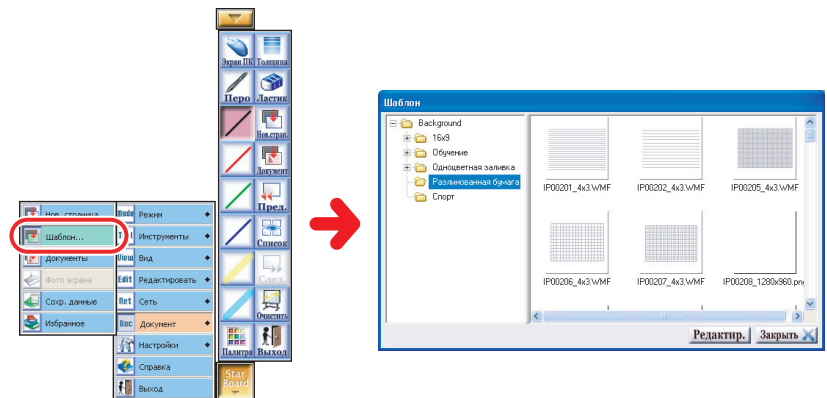 Экран ПК Толщина
Перо Ластик
Нов.стран.
Документ
Пред.
Список
След.
Очистить
Палитра Выход
Star
Board
Нов. страница
Шаблон...
Документы
Фото экрана
Сохр. данные
Избранное
Mode Режим
Tool Инструменты
View Вид
Edit Редактировать
Net Сеть
Doc Документ
Настройки
Справка
Выход
Шаблон
Background
16x9
Обучение
Одноцветная заливка
Разлинованная бумага
Спорт
IP00201_4x3.WMF IP00202_4x3.WMF IP00205_4x3.WMF
IP00206_4x3.WMF IP00207_4x3.WMF IP00208_1280x960.png
Редактир. Закрыть